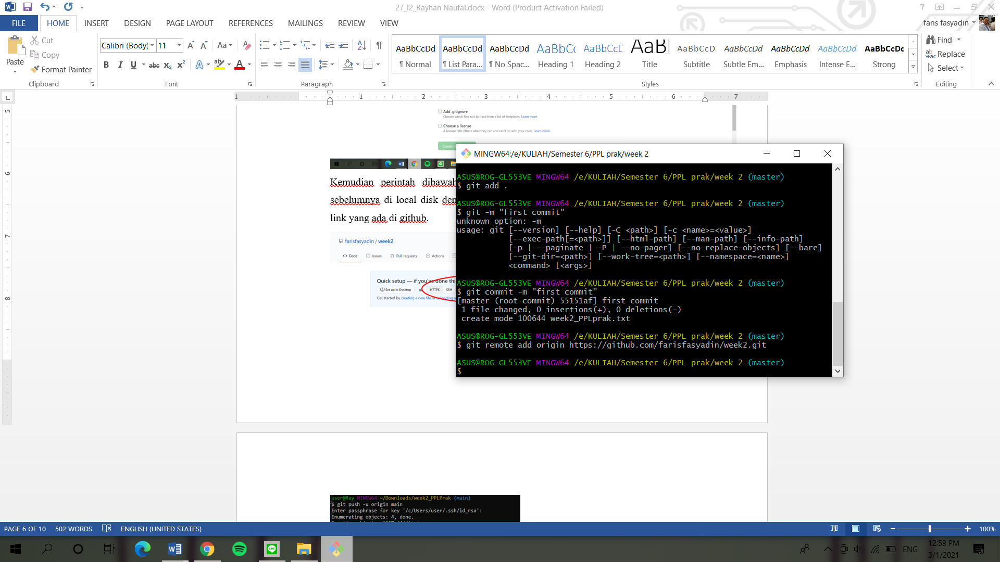 27_I2_Rayhan Naufal.docx - Word (Product Activation Failed)
FILE HOME INSERT DESIGN PAGE LAYOUT REFERENCES MAILINGS REVIEW VIEW
faris fasyadin
Paste
Cut
Copy
Format Painter
Clipboard
Calibri (Body) 11
Font
Paragraph
AaBbCcDd AaBbCcDd AaBbCcDd AaBbCc AaBbCcD AaBl AaBbCcD AaBbCcDd AaBbCcDd AaBbCcDd AaBbCcDc
¶ Normal ¶ List Para... ¶ No Spac... Heading 1 Heading 2 Title Subtitle Subtle Em... Emphasis Intense E... Strong
Styles
Find
Replace
Select
Editing
1 1 2 3 4 5 6 7
5
6
7
8
Add .gitignore
Choose which files not to track from a list of templates. Learn more.
Choose a license
A license tells others what they can and can't do with your code. Learn more.
Create
Kemudian perintah dibawah
sebelumnya di local disk den
link yang ada di github.
farisfasyadin / week2
Code Issues Pull requests Actions
Quick setup — if you've done thi
Set up in Desktop or HTTPS SSH
Get started by creating a new file or uploading
MINGW64:/e/KULIAH/Semester 6/PPL prak/week 2
ASUS@ROG-GL553VE MINGW64 /e/KULIAH/Semester 6/PPL prak/week 2 (master)
$ git add .
ASUS@ROG-GL553VE MINGW64 /e/KULIAH/Semester 6/PPL prak/week 2 (master)
$ git -m "first commit"
unknown option: -m
usage: git [--version] [--help] [-C <path>] [-c <name>=<value>]
[--exec-path[=<path>]] [--html-path] [--man-path] [--info-path]
[-p | --paginate | -P | --no-pager] [--no-replace-objects] [--bare]
[--git-dir=<path>] [--work-tree=<path>] [--namespace=<name>]
<command> [<args>]
ASUS@ROG-GL553VE MINGW64 /e/KULIAH/Semester 6/PPL prak/week 2 (master)
$ git commit -m "first commit"
[master (root-commit) 55151af] first commit
1 file changed, 0 insertions(+), 0 deletions(-)
create mode 100644 week2_PPLprak.txt
ASUS@ROG-GL553VE MINGW64 /e/KULIAH/Semester 6/PPL prak/week 2 (master)
$ git remote add origin https://github.com/farisfasyadin/week2.git
ASUS@ROG-GL553VE MINGW64 /e/KULIAH/Semester 6/PPL prak/week 2 (master)
$
user@Ray MINGW64 ~/Downloads/week2_PPLPrak (main)
$ git push -u origin main
Enter passphrase for key '/c/Users/user/.ssh/id_rsa':
Enumerating objects: 4, done.
PAGE 6 OF 10 502 WORDS ENGLISH (UNITED STATES) 100%
ENG
12:59 PM
3/1/2021